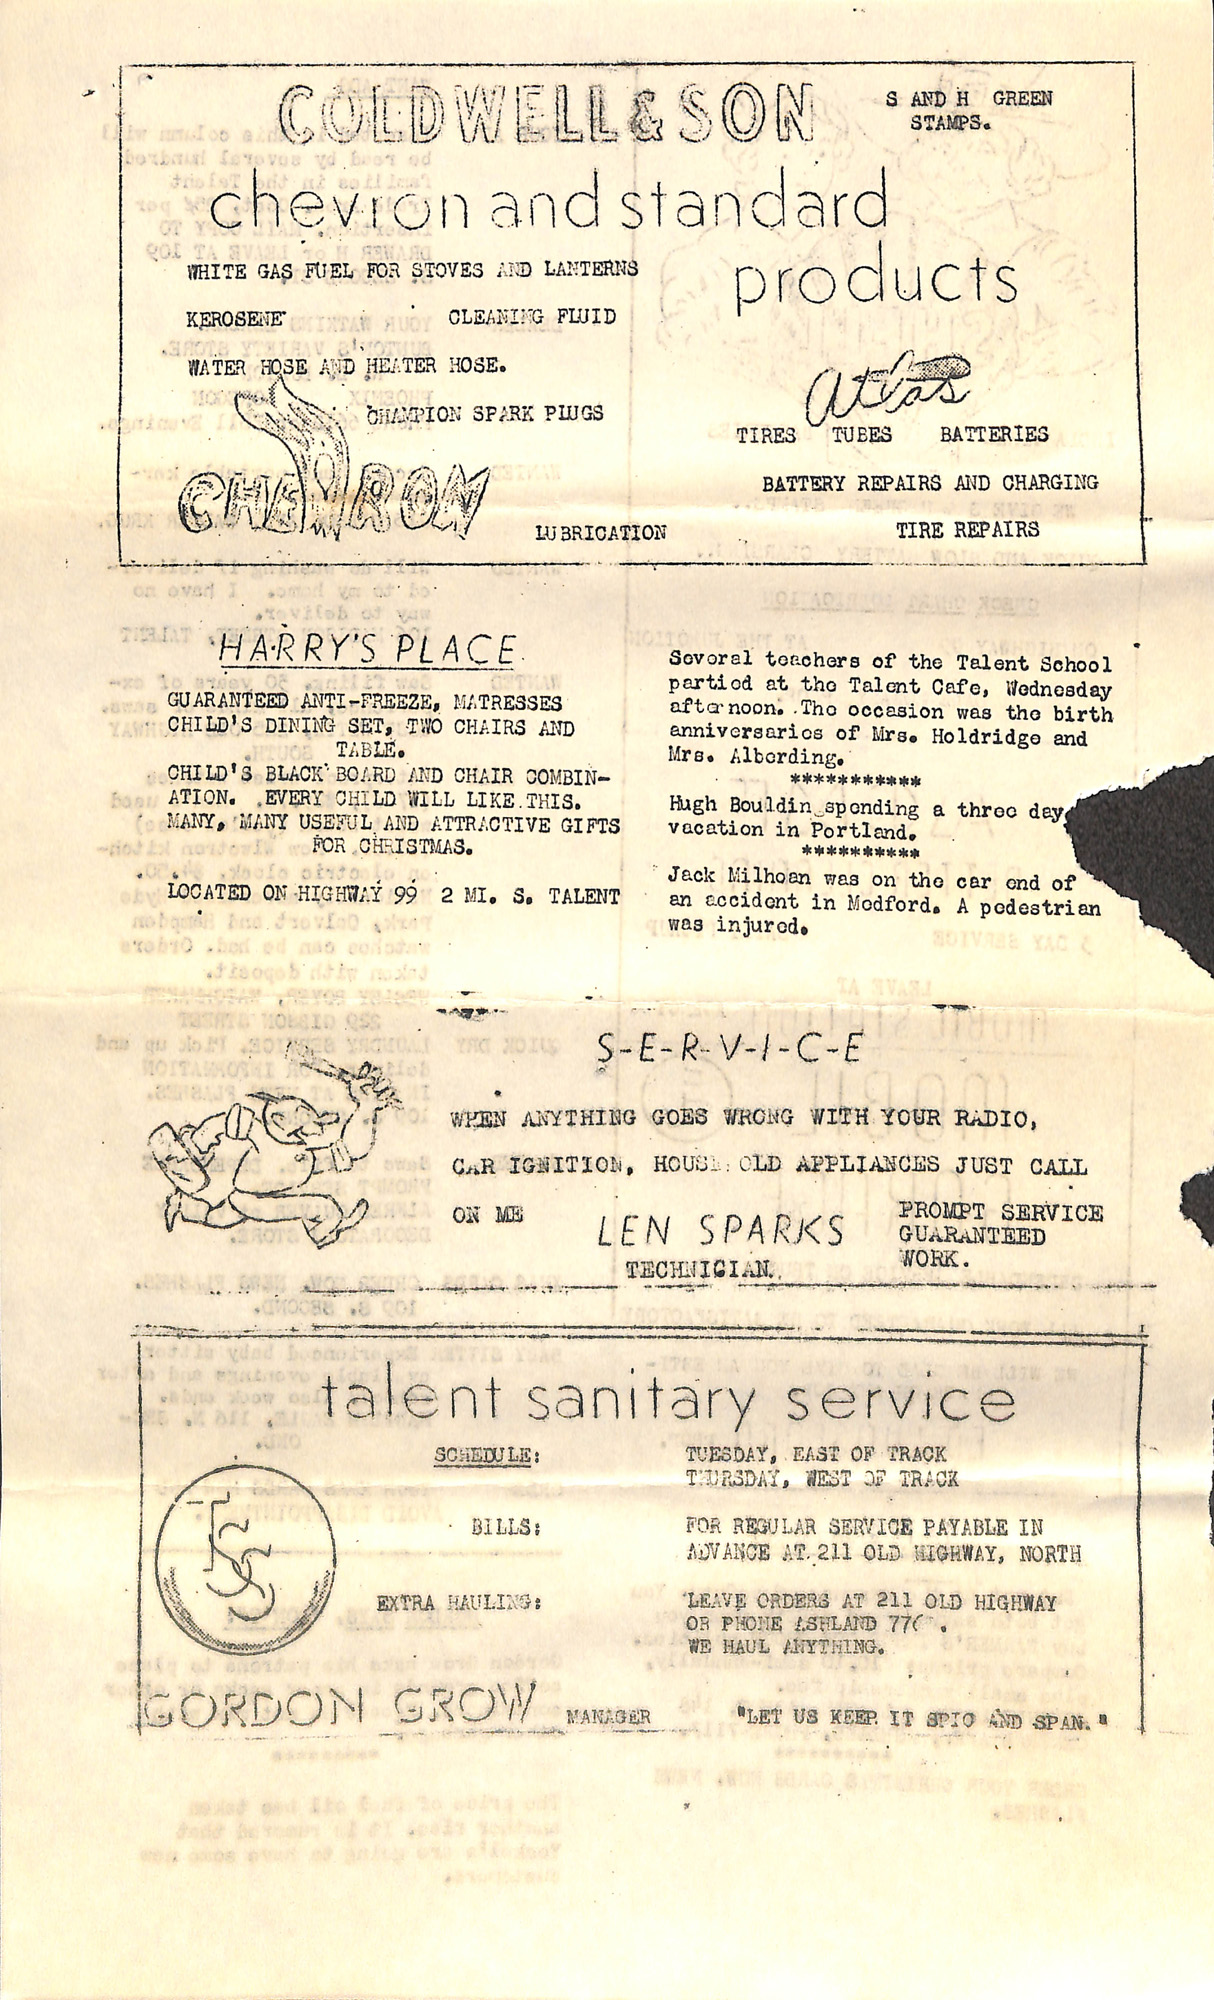 COLDWELL & SON
S AND H GREEN
STAMPS.
chevron and standard
products
WHITE GAS FUEL FOR STOVES AND LANTERNS
KEROSENE CLEANING FLUID
WATER HOSE AND HEATER HOSE.
CHAMPION SPARK PLUGS
CHEVRON
LUBRICATION
Atlas
TIRES TUBES BATTERIES
BATTERY REPAIRS AND CHARGING
TIRE REPAIRS
HARRY'S PLACE
GUARANTEED ANTI-FREEZE, MATRESSES
CHILD'S DINING SET, TWO CHAIRS AND
TABLE.
CHILD'S BLACK BOARD AND CHAIR COMBIN-
ATION. EVERY CHILD WILL LIKE THIS.
MANY, MANY USEFUL AND ATTRACTIVE GIFTS
FOR CHRISTMAS.
LOCATED ON HIGHWAY 99 2 MI. S. TALENT
Several teachers of the Talent School
partied at the Talent Cafe, Wednesday
afternoon. The occasion was the birth
anniversaries of Mrs. Holdridge and
Mrs. Alberding.
***********
Hugh Bouldin spending a three day
vacation in Portland.
**********
Jack Milhoan was on the car end of
an accident in Medford. A pedestrian
was injured.
S-E-R-V-I-C-E
WHEN ANYTHING GOES WRONG WITH YOUR RADIO,
CAR IGNITION, HOUSEHOLD APPLIANCES JUST CALL
ON ME
LEN SPARKS
TECHNICIAN.
PROMPT SERVICE
GUARANTEED
WORK.
talent sanitary service
SCHEDULE: TUESDAY, EAST OF TRACK
THURSDAY, WEST OF TRACK
TSS
BILLS: FOR REGULAR SERVICE PAYABLE IN
ADVANCE AT 211 OLD HIGHWAY, NORTH
EXTRA HAULING: LEAVE ORDERS AT 211 OLD HIGHWAY
OR PHONE ASHLAND
WE HAUL ANYTHING.
GORDON GROW MANAGER "LET US KEEP IT SPIC AND SPAN."